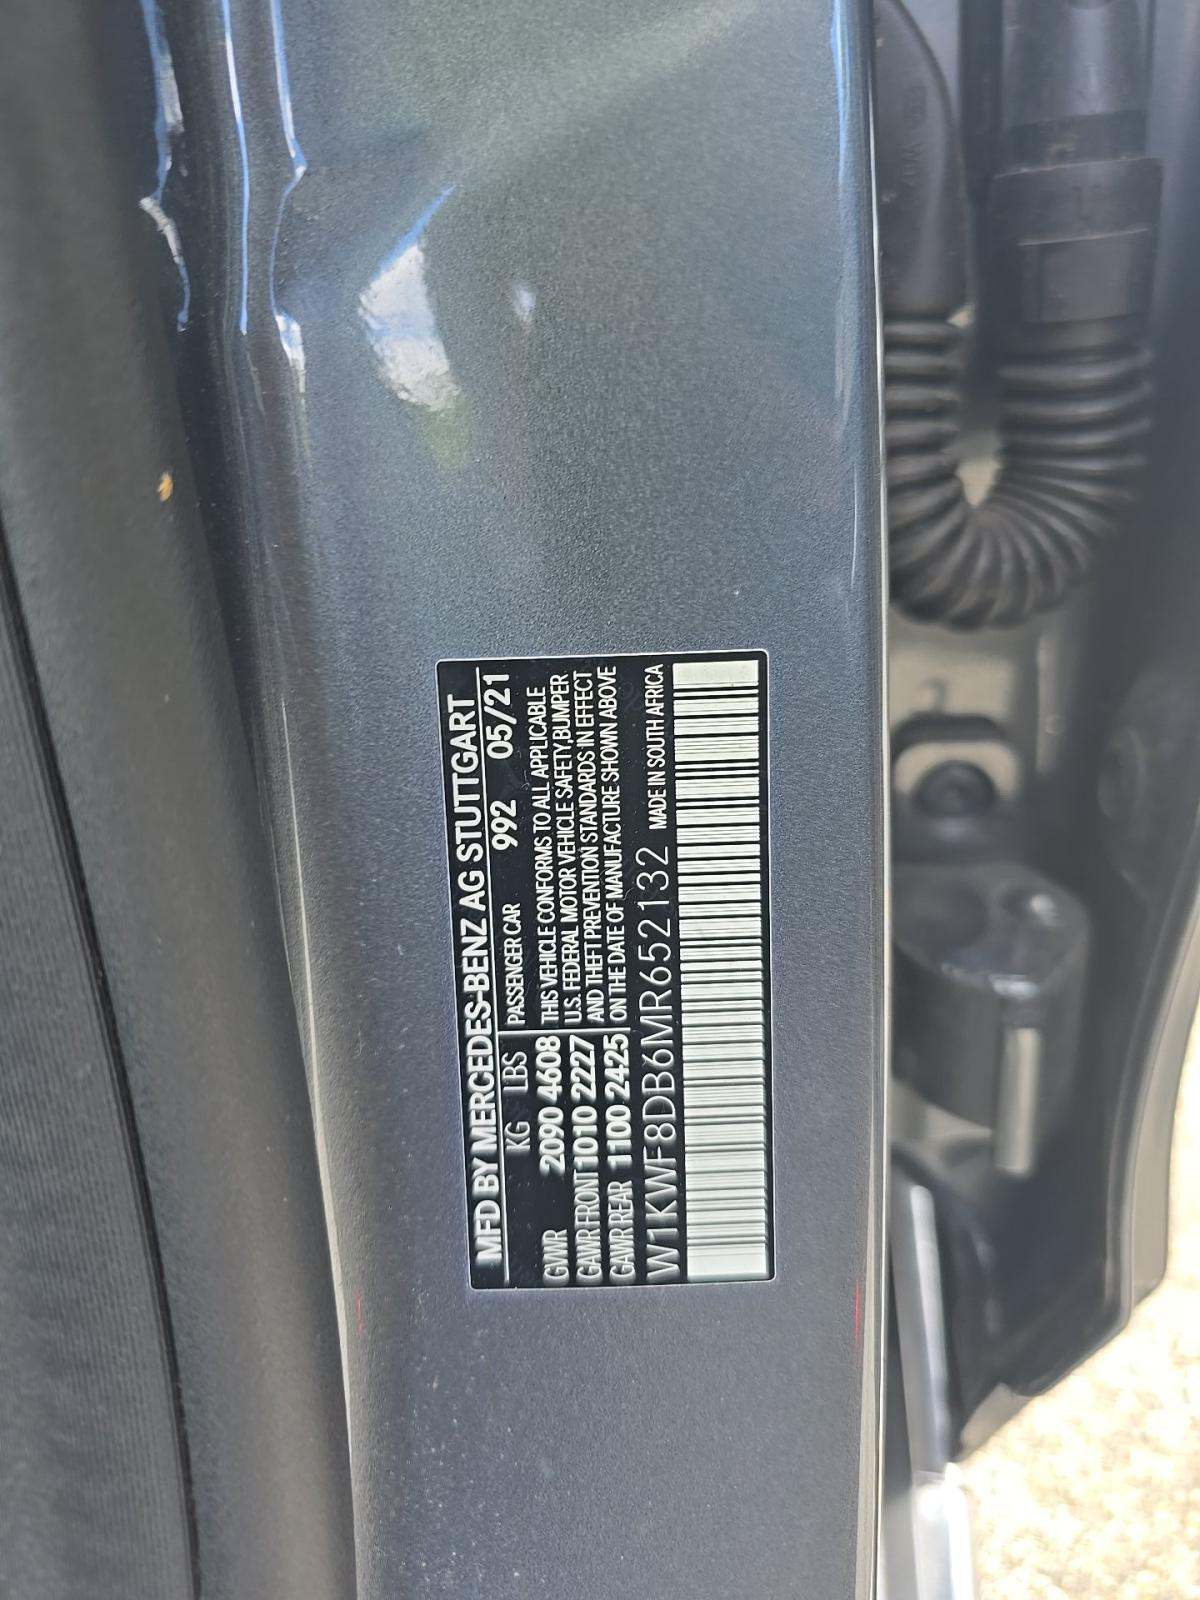 MFD BY MERCEDES-BENZ AG STUTTGART
KG LBS PASSENGER CAR 992 05/21
GVWR 2090 4608 THIS VEHICLE CONFORMS TO ALL APPLICABLE
GAWR FRONT 1010 2227 U.S. FEDERAL MOTOR VEHICLE SAFETY, BUMPER
GAWR REAR 1100 2425 AND THEFT PREVENTION STANDARDS IN EFFECT
ON THE DATE OF MANUFACTURE SHOWN ABOVE
W1KWF8DB6MR652132 MADE IN SOUTH AFRICA